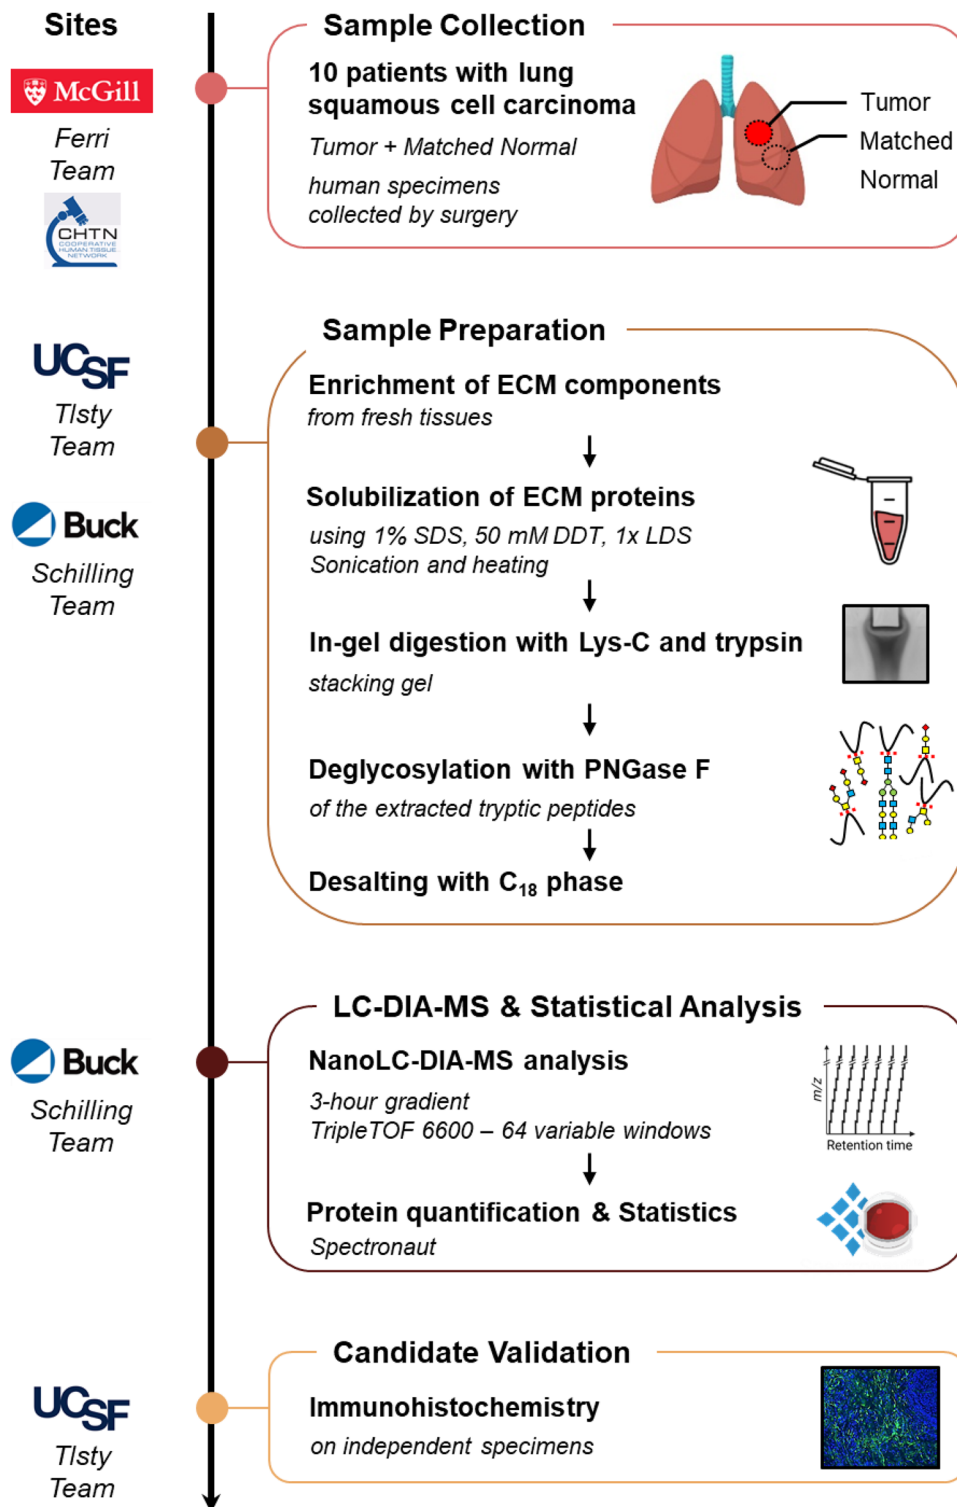 Sites
McGill
Ferri
Team
CHTN
COOPERATIVE
HUMAN TISSUE
NETWORK
Sample Collection
10 patients with lung
squamous cell carcinoma
Tumor + Matched Normal
human specimens
collected by surgery
Tumor
Matched
Normal
UCSF
Tlsty
Team
Buck
Schilling
Team
Sample Preparation
Enrichment of ECM components
from fresh tissues
Solubilization of ECM proteins
using 1% SDS, 50 mM DDT, 1x LDS
Sonication and heating
In-gel digestion with Lys-C and trypsin
stacking gel
Deglycosylation with PNGase F
of the extracted tryptic peptides
Desalting with C18 phase
Buck
Schilling
Team
LC-DIA-MS & Statistical Analysis
NanoLC-DIA-MS analysis
3-hour gradient
TripleTOF 6600 – 64 variable windows
m/z
Retention time
Protein quantification & Statistics
Spectronaut
UCSF
Tlsty
Team
Candidate Validation
Immunohistochemistry
on independent specimens